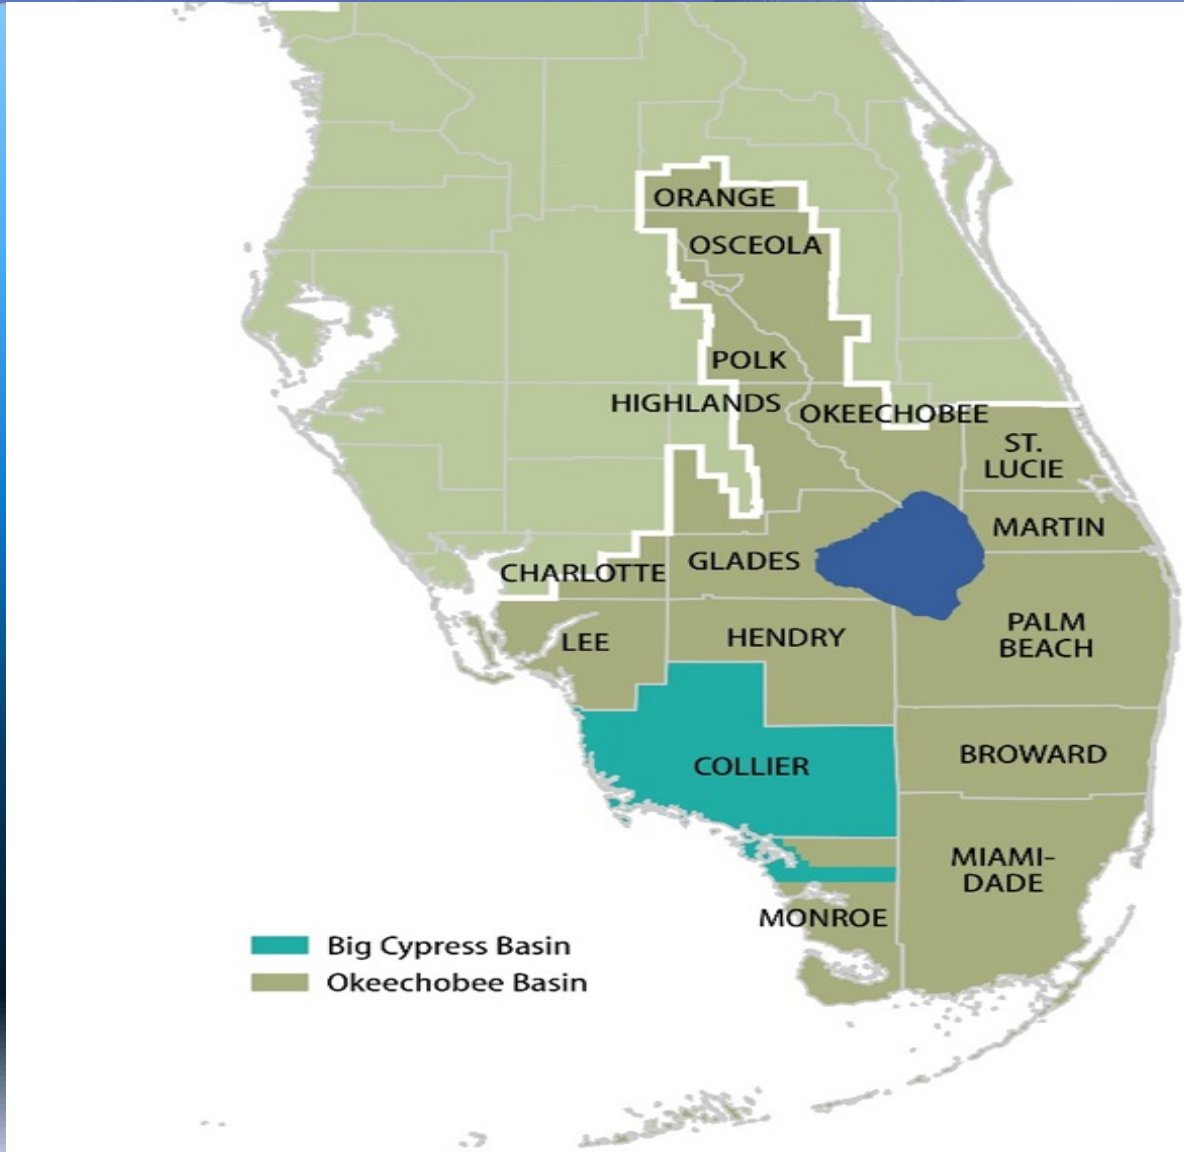 ORANGE
OSCEOLA
POLK
HIGHLANDS
OKEECHOBEE
ST.
LUCIE
MARTIN
GLADES
CHARLOTTE
PALM
BEACH
HENDRY
LEE
BROWARD
COLLIER
MIAMI-
DADE
MONROE
Big Cypress Basin
Okeechobee Basin